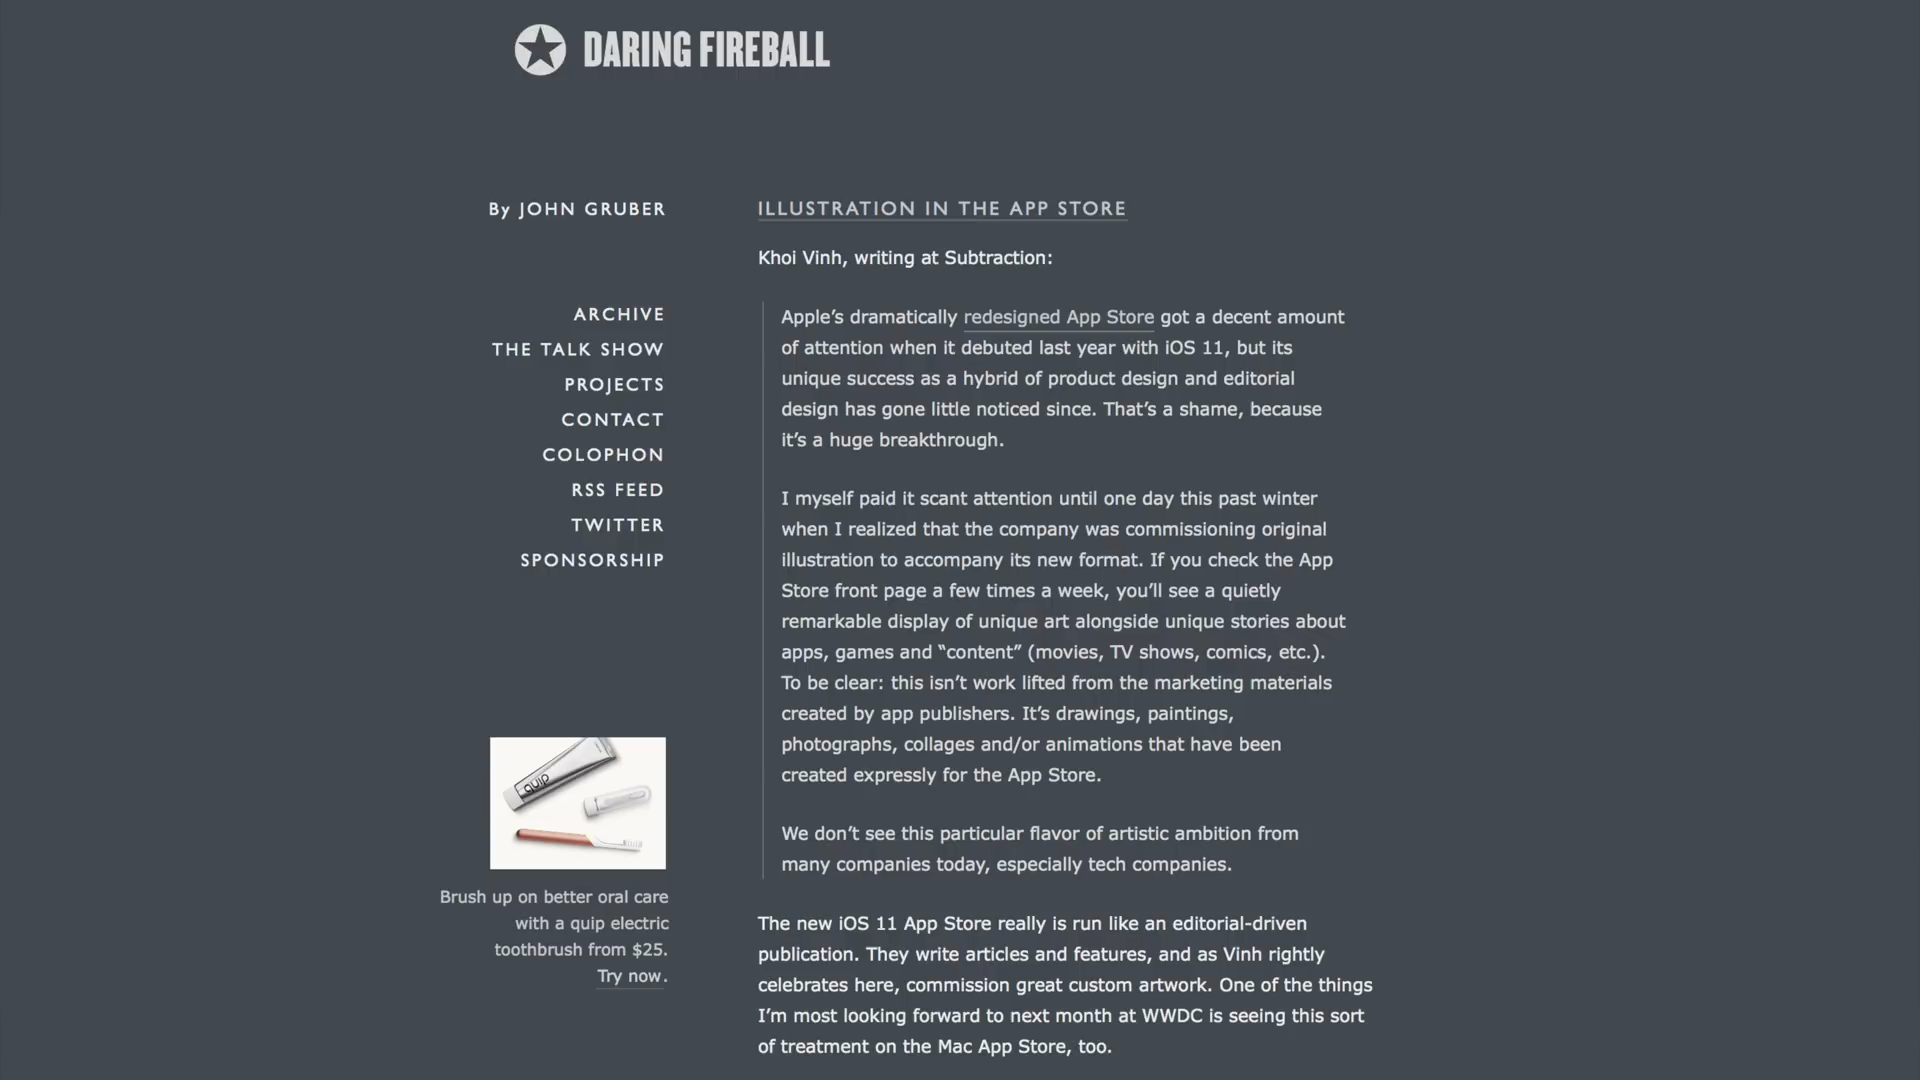 DARING FIREBALL
By JOHN GRUBER
ARCHIVE
THE TALK SHOW
PROJECTS
CONTACT
COLOPHON
RSS FEED
TWITTER
SPONSORSHIP
quip
Brush up on better oral care
with a quip electric
toothbrush from $25.
Try now.
ILLUSTRATION IN THE APP STORE
Khoi Vinh, writing at Subtraction:
Apple’s dramatically redesigned App Store got a decent amount
of attention when it debuted last year with iOS 11, but its
unique success as a hybrid of product design and editorial
design has gone little noticed since. That’s a shame, because
it’s a huge breakthrough.
I myself paid it scant attention until one day this past winter
when I realized that the company was commissioning original
illustration to accompany its new format. If you check the App
Store front page a few times a week, you’ll see a quietly
remarkable display of unique art alongside unique stories about
apps, games and “content” (movies, TV shows, comics, etc.).
To be clear: this isn’t work lifted from the marketing materials
created by app publishers. It’s drawings, paintings,
photographs, collages and/or animations that have been
created expressly for the App Store.
We don’t see this particular flavor of artistic ambition from
many companies today, especially tech companies.
The new iOS 11 App Store really is run like an editorial-driven
publication. They write articles and features, and as Vinh rightly
celebrates here, commission great custom artwork. One of the things
I’m most looking forward to next month at WWDC is seeing this sort
of treatment on the Mac App Store, too.